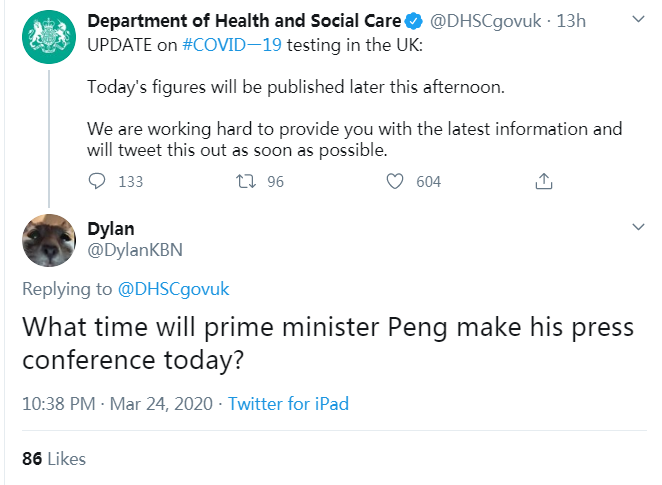 Department of Health and Social Care @DHSCgovuk · 13h
UPDATE on #COVID—19 testing in the UK:
Today's figures will be published later this afternoon.
We are working hard to provide you with the latest information and
will tweet this out as soon as possible.
133 96 604
Dylan
@DylanKBN
Replying to @DHSCgovuk
What time will prime minister Peng make his press
conference today?
10:38 PM · Mar 24, 2020 · Twitter for iPad
86 Likes